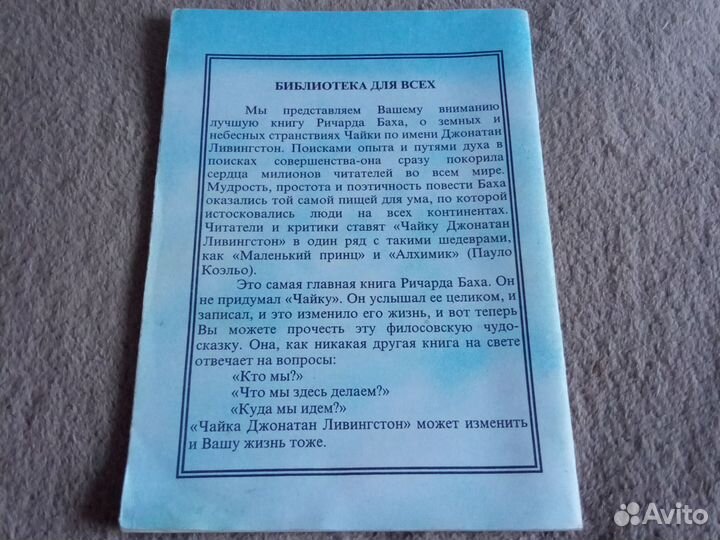 БИБЛИОТЕКА ДЛЯ ВСЕХ
Мы представляем Вашему вниманию
лучшую книгу Ричарда Баха, о земных и
небесных странствиях Чайки по имени Джонатан
Ливингстон. Поисками опыта и путями духа в
поисках совершенства-она сразу покорила
сердца милионов читателей во всем мире.
Мудрость, простота и поэтичность повести Баха
оказались той самой пищей для ума, по которой
истосковались люди на всех континентах.
Читатели и критики ставят «Чайку Джонатан
Ливингстон» в один ряд с такими шедеврами,
как «Маленький принц» и «Алхимик» (Пауло
Коэльо).
Это самая главная книга Ричарда Баха. Он
не придумал «Чайку». Он услышал ее целиком, и
записал, и это изменило его жизнь, и вот теперь
Вы можете прочесть эту филосовскую чудо-
сказку. Она, как никакая другая книга на свете
отвечает на вопросы:
«Кто мы?»
«Что мы здесь делаем?»
«Куда мы идем?»
«Чайка Джонатан Ливингстон» может изменить
и Вашу жизнь тоже.
Avito